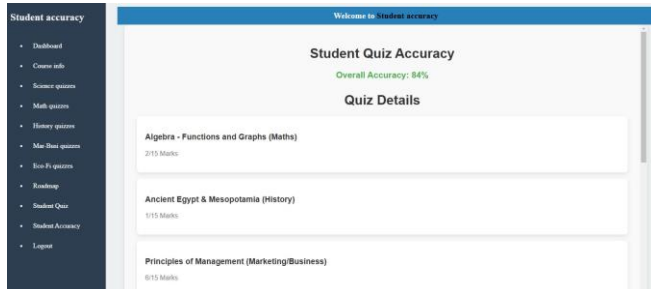 Student accuracy
Welcome to Student accuracy
Dashboard
Course info
Science quizzes
Math quizzes
History quizzes
Mar-Busi quizzes
Eco-Fi quizzes
Roadmap
Student Quiz
Student Accuracy
Logout
Student Quiz Accuracy
Overall Accuracy: 84%
Quiz Details
Algebra - Functions and Graphs (Maths)
2/15 Marks
Ancient Egypt & Mesopotamia (History)
1/15 Marks
Principles of Management (Marketing/Business)
6/15 Marks